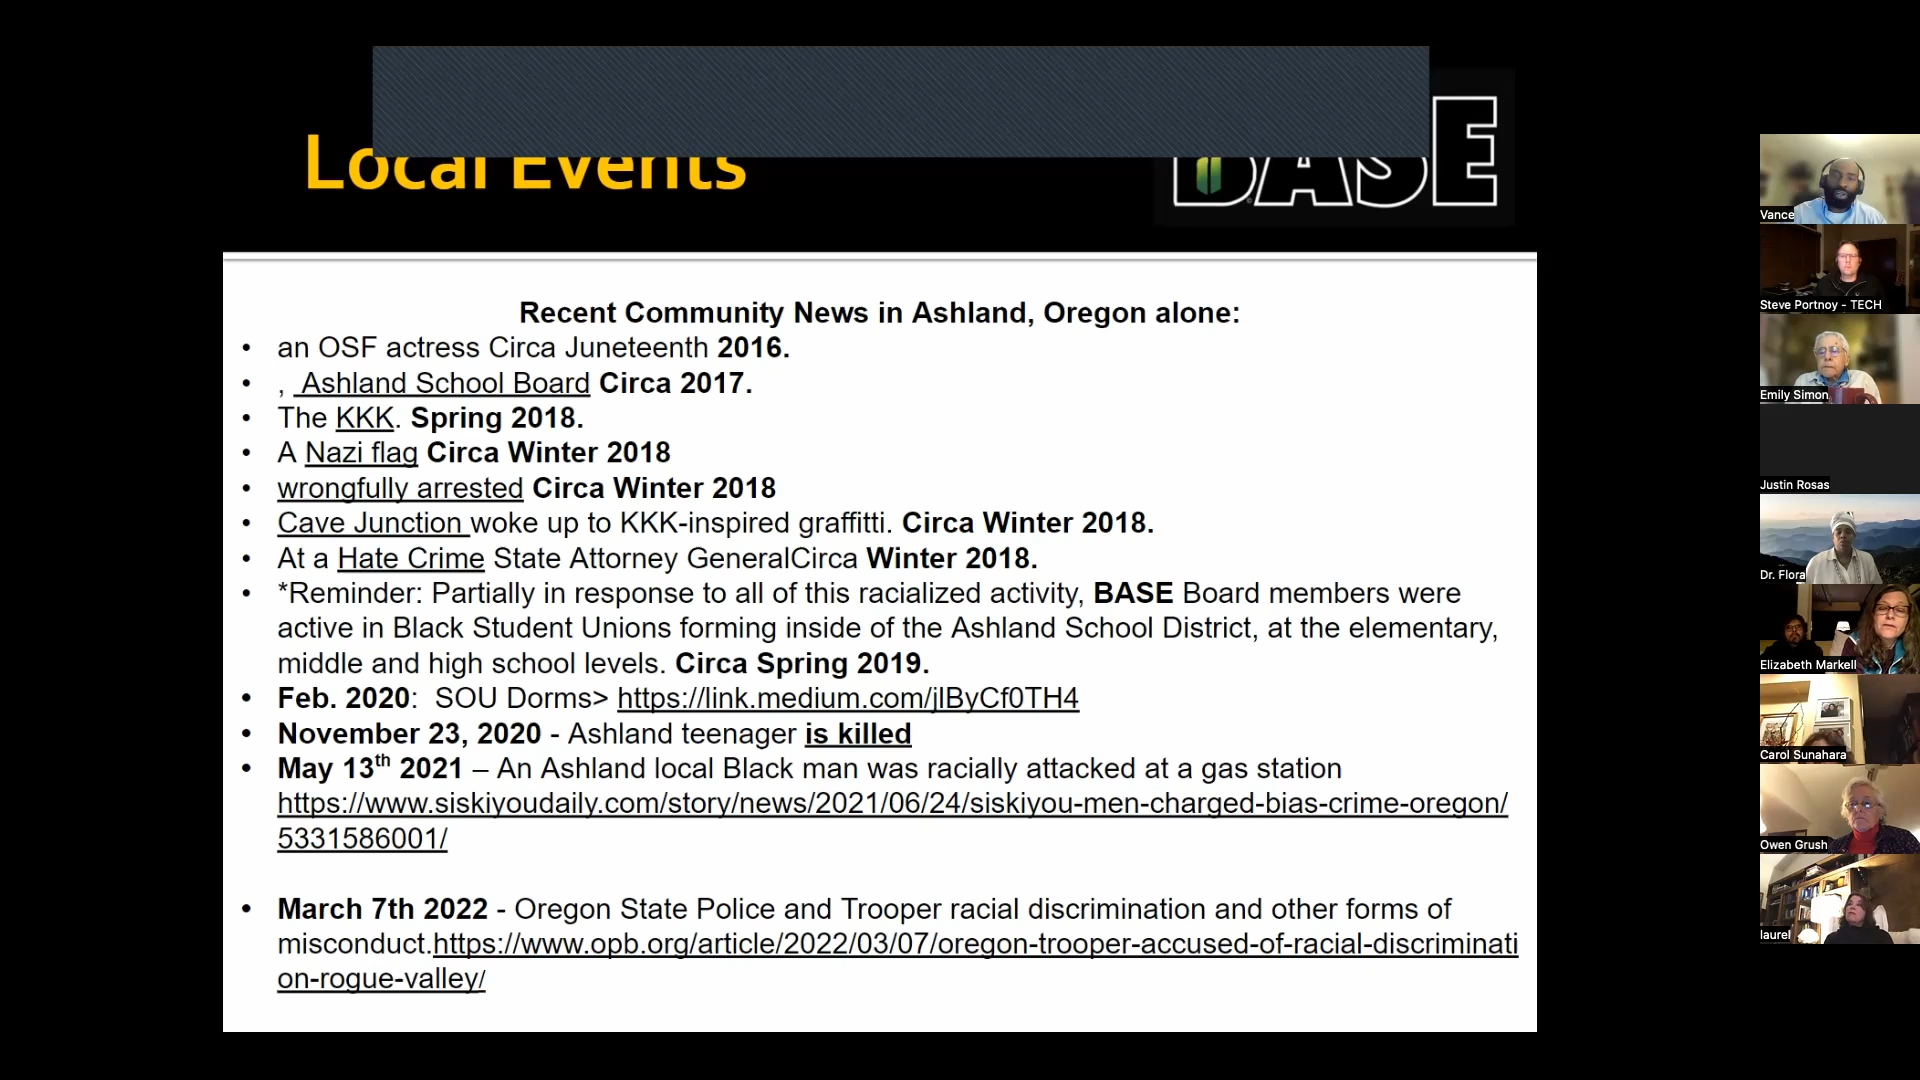 Local Events
BASE
Recent Community News in Ashland, Oregon alone:
• an OSF actress Circa Juneteenth 2016.
• , Ashland School Board Circa 2017.
• The KKK. Spring 2018.
• A Nazi flag Circa Winter 2018
• wrongfully arrested Circa Winter 2018
• Cave Junction woke up to KKK-inspired graffitti. Circa Winter 2018.
• At a Hate Crime State Attorney GeneralCirca Winter 2018.
• *Reminder: Partially in response to all of this racialized activity, BASE Board members were
active in Black Student Unions forming inside of the Ashland School District, at the elementary,
middle and high school levels. Circa Spring 2019.
• Feb. 2020: SOU Dorms> https://link.medium.com/jlByCf0TH4
• November 23, 2020 - Ashland teenager is killed
• May 13th 2021 – An Ashland local Black man was racially attacked at a gas station
https://www.siskiyoudaily.com/story/news/2021/06/24/siskiyou-men-charged-bias-crime-oregon/
5331586001/
• March 7th 2022 - Oregon State Police and Trooper racial discrimination and other forms of
misconduct.https://www.opb.org/article/2022/03/07/oregon-trooper-accused-of-racial-discriminati
on-rogue-valley/
Vance
Steve Portnoy - TECH
Emily Simon
Justin Rosas
Dr. Flora
Elizabeth Markell
Carol Sunahara
Owen Grush
laurel